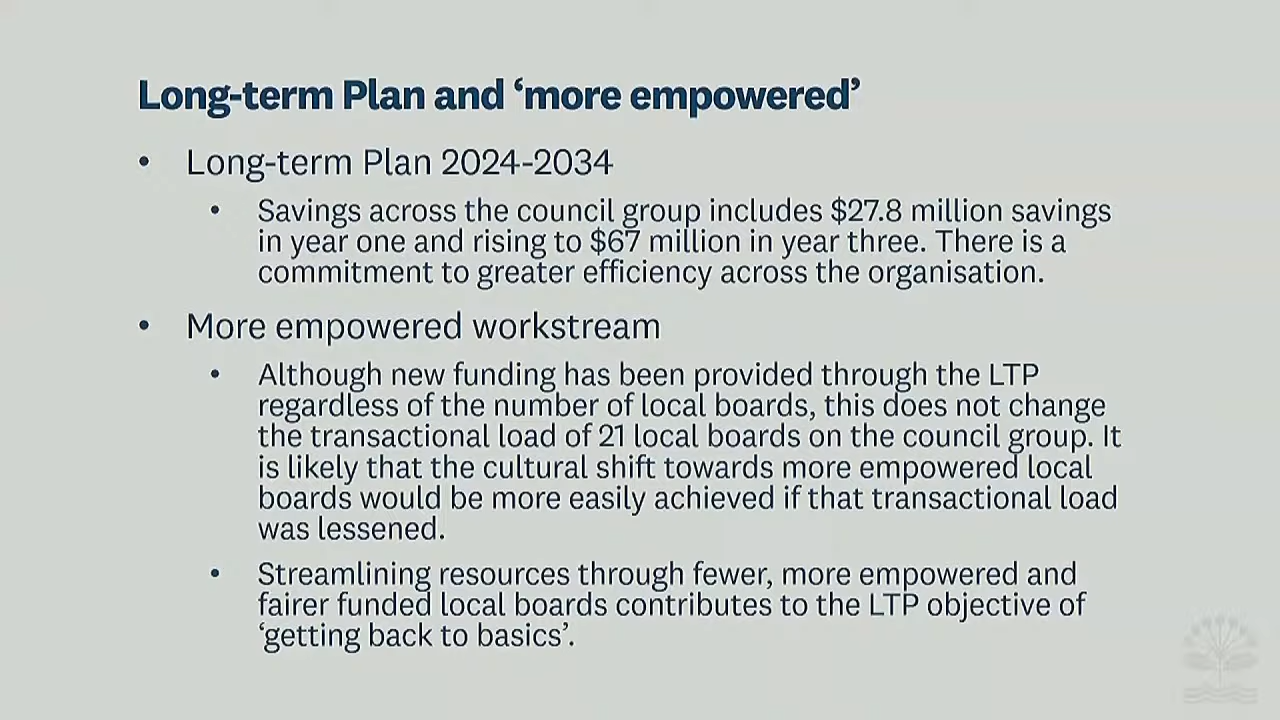 Long-term Plan and ‘more empowered’
• Long-term Plan 2024-2034
• Savings across the council group includes $27.8 million savings
in year one and rising to $67 million in year three. There is a
commitment to greater efficiency across the organisation.
• More empowered workstream
• Although new funding has been provided through the LTP
regardless of the number of local boards, this does not change
the transactional load of 21 local boards on the council group. It
is likely that the cultural shift towards more empowered local
boards would be more easily achieved if that transactional load
was lessened.
• Streamlining resources through fewer, more empowered and
fairer funded local boards contributes to the LTP objective of
‘getting back to basics’.